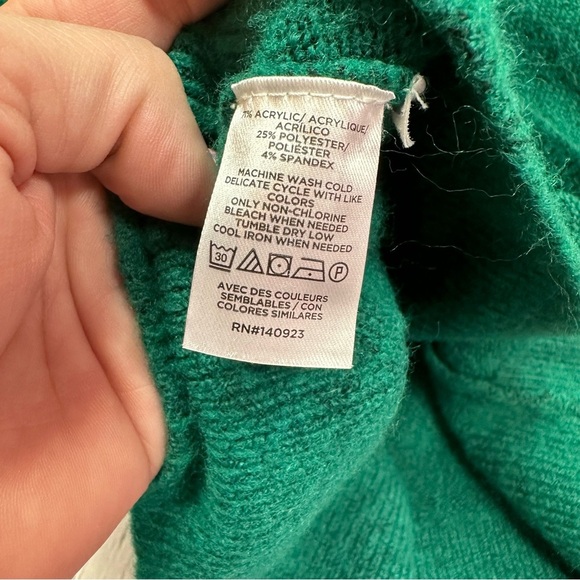 71% ACRYLIC/ ACRYLIQUE/
ACRÍLICO
25% POLYESTER/
POLIÉSTER
4% SPANDEX
MACHINE WASH COLD
DELICATE CYCLE WITH LIKE
COLORS
ONLY NON-CHLORINE
BLEACH WHEN NEEDED
TUMBLE DRY LOW
COOL IRON WHEN NEEDED
30 P
AVEC DES COULEURS
SEMBLABLES / CON
COLORES SIMILARES
RN#140923